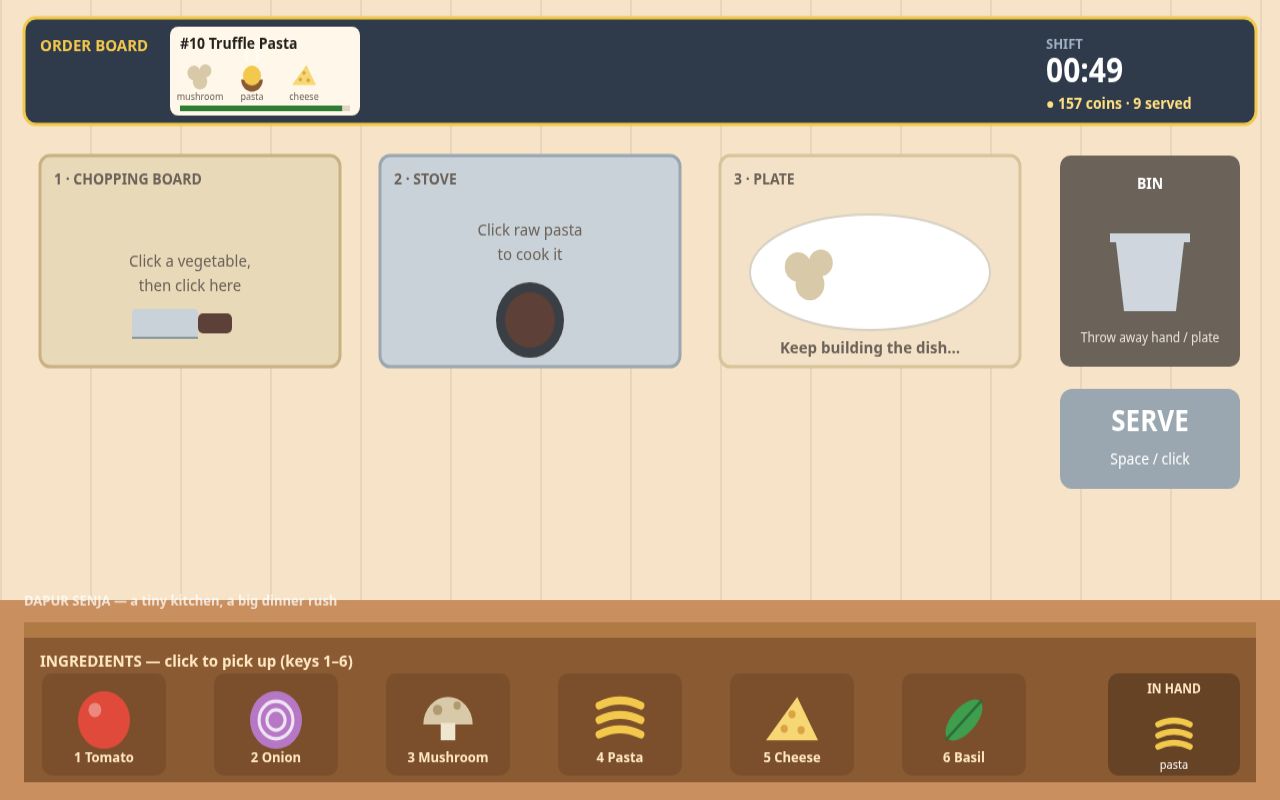 ORDER BOARD
#10 Truffle Pasta
mushroom pasta cheese
SHIFT
00:49
● 157 coins · 9 served
1 · CHOPPING BOARD
Click a vegetable,
then click here
2 · STOVE
Click raw pasta
to cook it
3 · PLATE
Keep building the dish...
BIN
Throw away hand / plate
SERVE
Space / click
DAPUR SENJA — a tiny kitchen, a big dinner rush
INGREDIENTS — click to pick up (keys 1–6)
1 Tomato
2 Onion
3 Mushroom
4 Pasta
5 Cheese
6 Basil
IN HAND
pasta